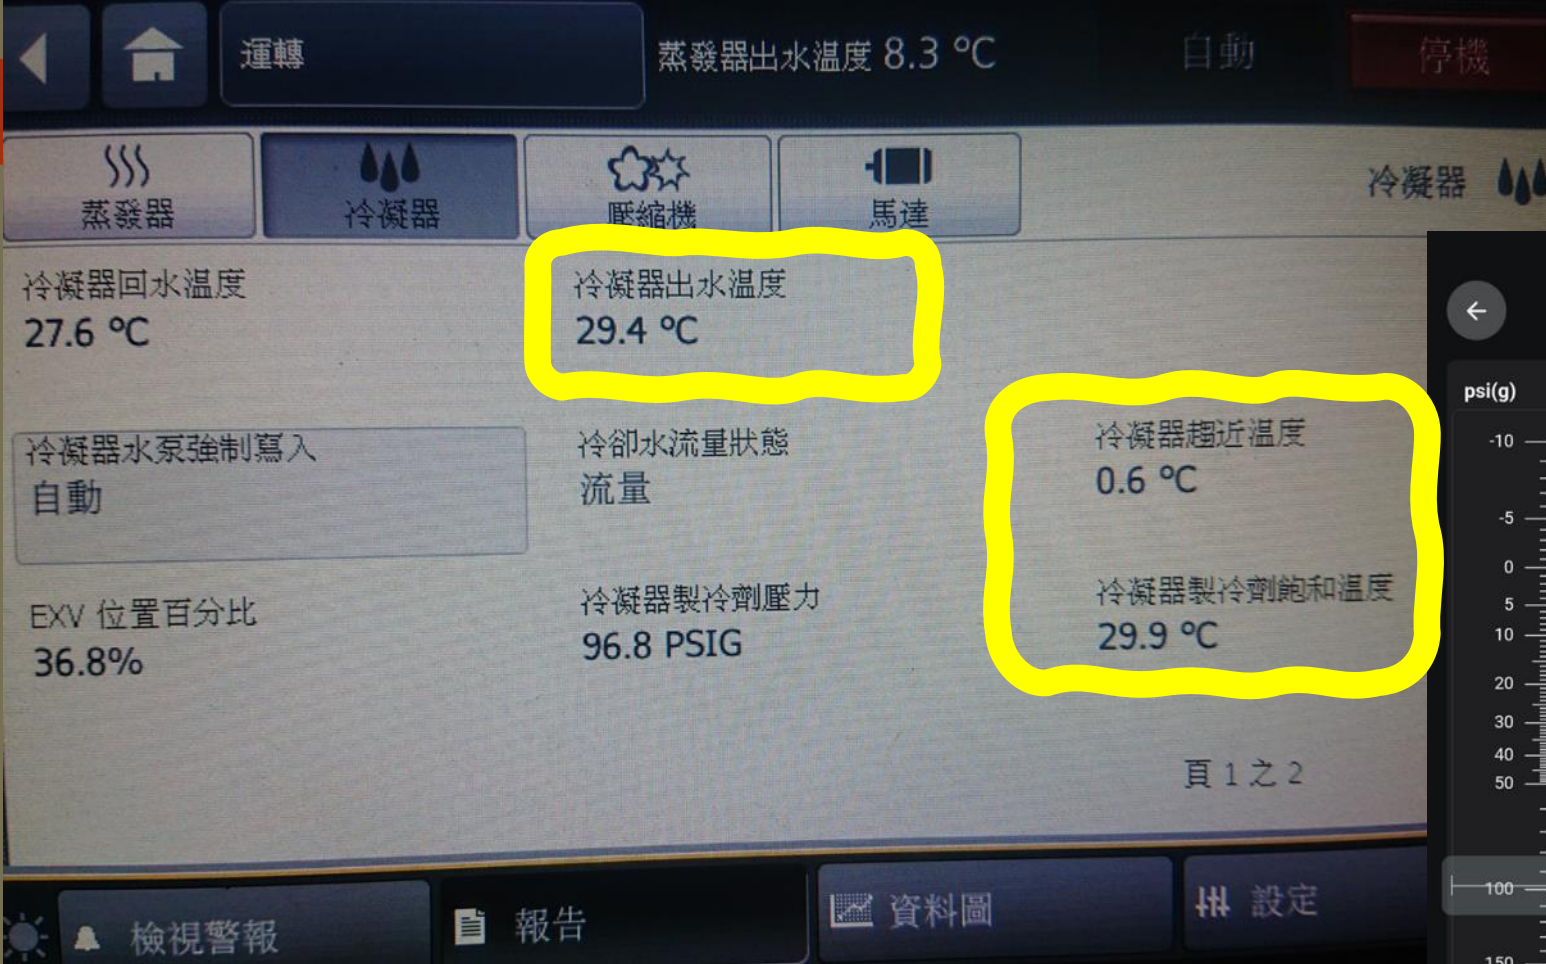 運轉
蒸發器出水温度 8.3 ℃
自動
停機
蒸發器
冷凝器
壓縮機
馬達
冷凝器
冷凝器回水温度
27.6 ℃
冷凝器出水温度
29.4 ℃
冷凝器水泵強制寫入
自動
冷卻水流量狀態
流量
冷凝器趨近温度
0.6 ℃
EXV 位置百分比
36.8%
冷凝器製冷劑壓力
96.8 PSIG
冷凝器製冷劑飽和温度
29.9 ℃
頁 1 之 2
檢視警報
報告
資料圖
設定
psi(g)
-10
-5
0
5
10
20
30
40
50
100
150